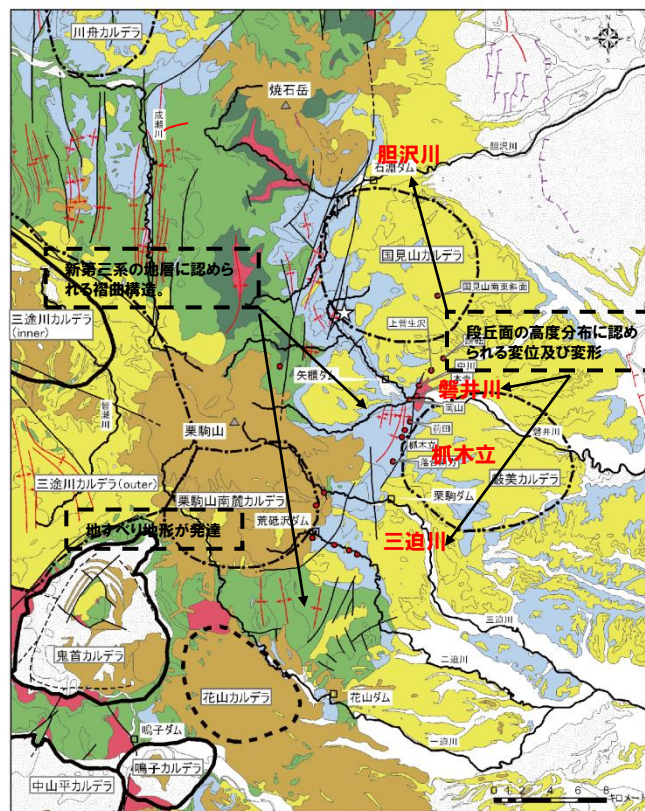 N
川舟カルデラ
焼石岳
成瀬川
胆沢川
胆沢川
石淵ダム
国見山カルデラ
国見山南東斜面
新第三系の地層に認めら
れる褶曲構造。
段丘面の高度分布に認め
られる変位及び変形
三途川カルデラ
(inner)
上菅生沢
中川
矢櫃ダム
磐井川
皆瀬川
栗駒山
前田
磐井川
枛木立
枛木立
厳美カルデラ
三途川カルデラ(outer)
栗駒山南麓カルデラ
栗駒ダム
地すべり地形が発達
荒砥沢ダム
三迫川
鬼首カルデラ
三迫川
二迫川
花山カルデラ
花山ダム
鳴子ダム
一迫川
鳴子カルデラ
中山平カルデラ
0 2 4 6 8
キロメート